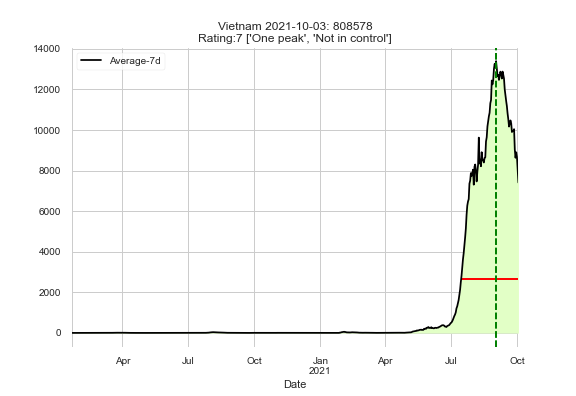 Vietnam 2021-10-03: 808578
Rating:7 ['One peak', 'Not in control']
14000
Average-7d
12000
10000
8000
6000
4000
2000
0
Apr Jul Oct Jan Apr Jul Oct
2021
Date